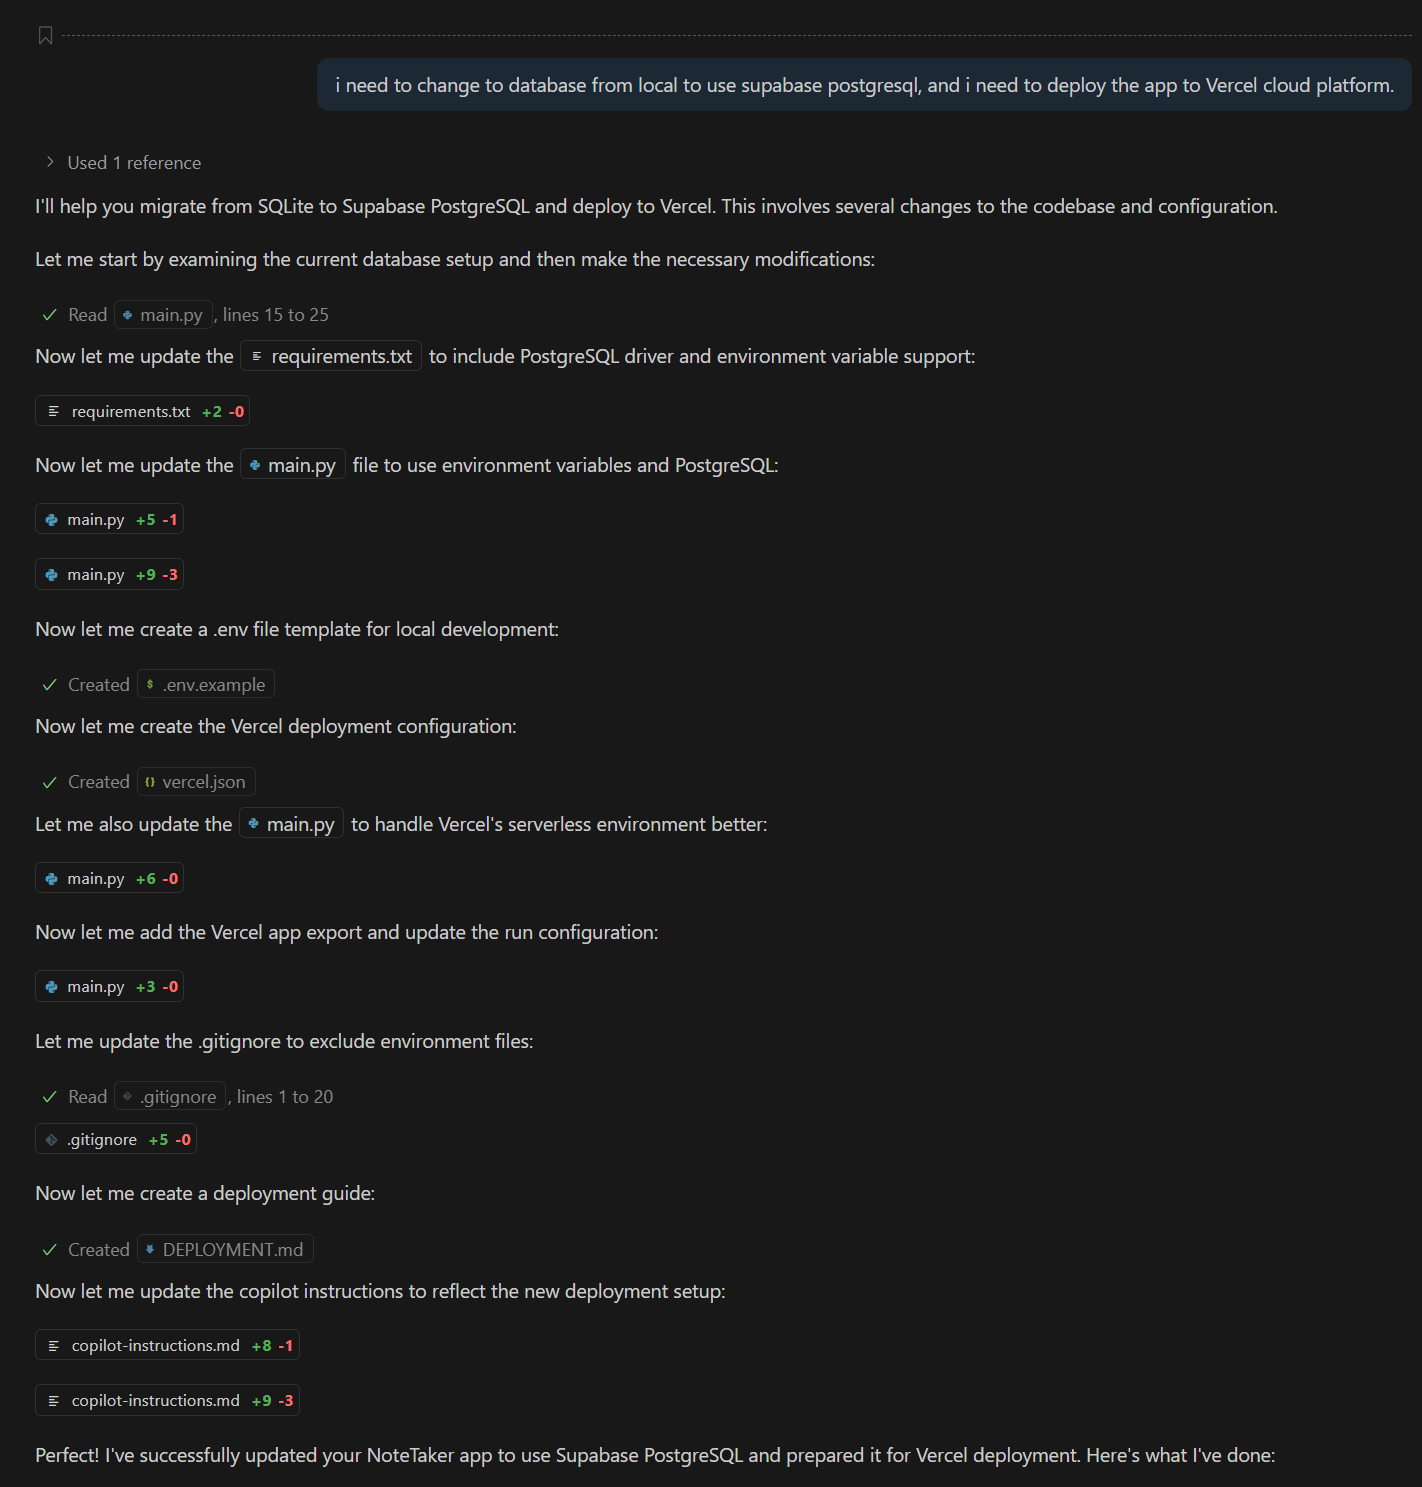 i need to change to database from local to use supabase postgresql, and i need to deploy the app to Vercel cloud platform.
Used 1 reference
I'll help you migrate from SQLite to Supabase PostgreSQL and deploy to Vercel. This involves several changes to the codebase and configuration.
Let me start by examining the current database setup and then make the necessary modifications:
Read main.py, lines 15 to 25
Now let me update the requirements.txt to include PostgreSQL driver and environment variable support:
requirements.txt +2 -0
Now let me update the main.py file to use environment variables and PostgreSQL:
main.py +5 -1
main.py +9 -3
Now let me create a .env file template for local development:
Created $ .env.example
Now let me create the Vercel deployment configuration:
Created {} vercel.json
Let me also update the main.py to handle Vercel's serverless environment better:
main.py +6 -0
Now let me add the Vercel app export and update the run configuration:
main.py +3 -0
Let me update the .gitignore to exclude environment files:
Read .gitignore, lines 1 to 20
.gitignore +5 -0
Now let me create a deployment guide:
Created DEPLOYMENT.md
Now let me update the copilot instructions to reflect the new deployment setup:
copilot-instructions.md +8 -1
copilot-instructions.md +9 -3
Perfect! I've successfully updated your NoteTaker app to use Supabase PostgreSQL and prepared it for Vercel deployment. Here's what I've done: